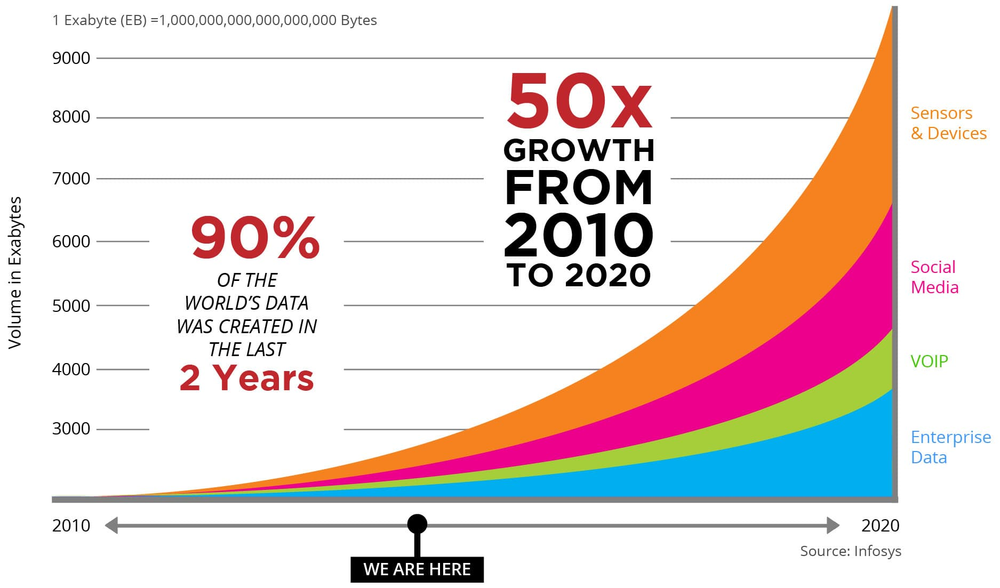 1 Exabyte (EB) =1,000,000,000,000,000,000 Bytes
Volume in Exabytes
9000
8000
7000
6000
5000
4000
3000
90%
OF THE
WORLD’S DATA
WAS CREATED IN
THE LAST
2 Years
50x
GROWTH
FROM
2010
TO 2020
Sensors
& Devices
Social
Media
VOIP
Enterprise
Data
2010
2020
WE ARE HERE
Source: Infosys